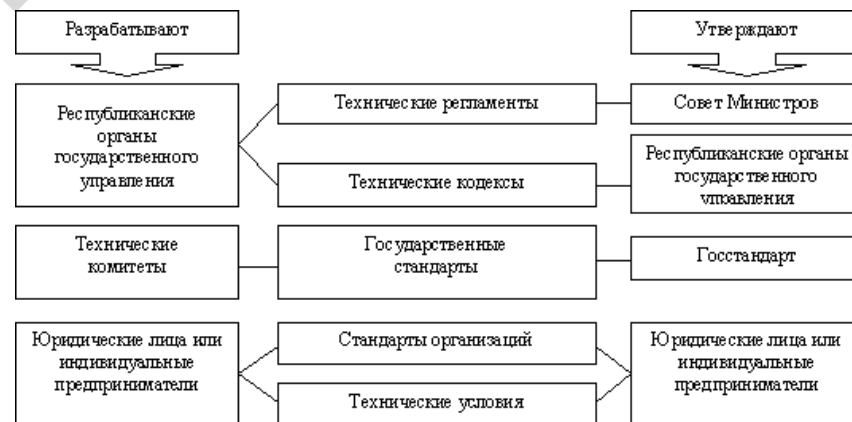 Разрабатывают
Утверждают
Республиканские
органы
государственного
управления
Технические регламенты
Совет Министров
Технические кодексы
Республиканские органы
государственного
управления
Технические
комитеты
Государственные
стандарты
Госстандарт
Юридические лица или
индивидуальные
предприниматели
Стандарты организаций
Технические условия
Юридические лица или
индивидуальные
предприниматели